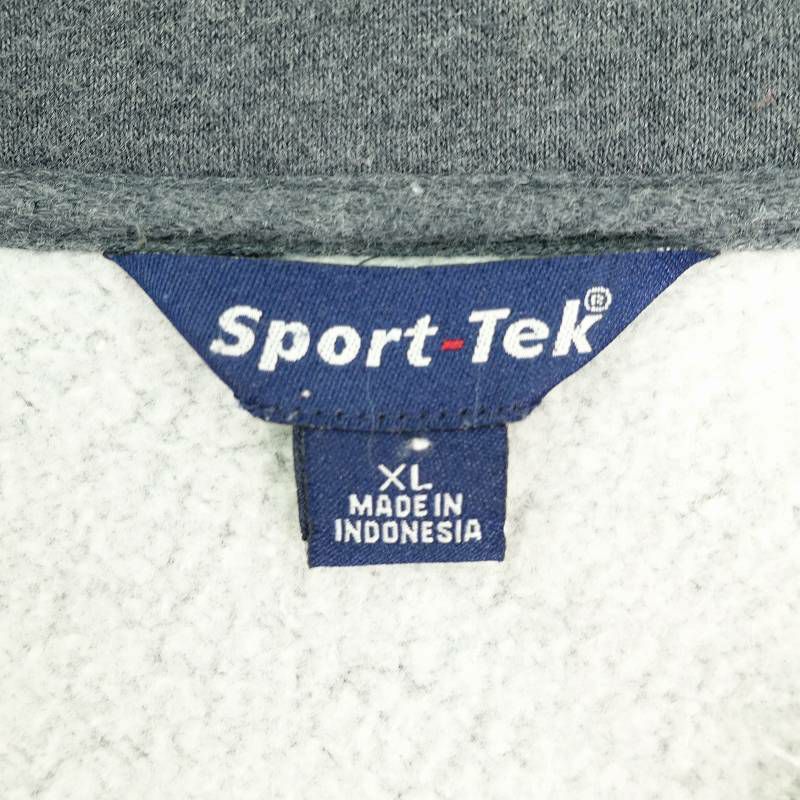 Sport-Tek®
XL
MADE IN
INDONESIA